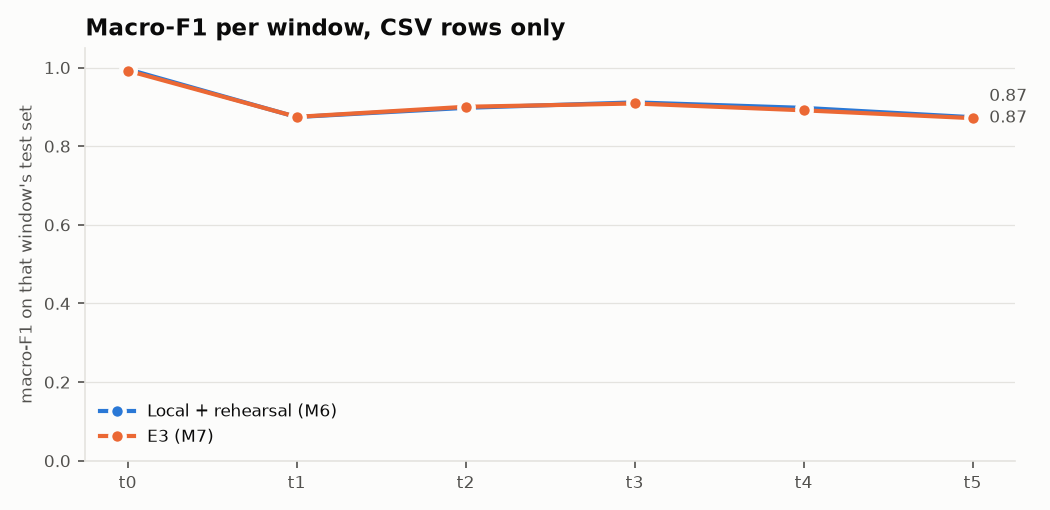 Macro-F1 per window, CSV rows only
macro-F1 on that window's test set
1.0
0.8
0.6
0.4
0.2
0.0
0.87
0.87
Local + rehearsal (M6)
E3 (M7)
t0 t1 t2 t3 t4 t5